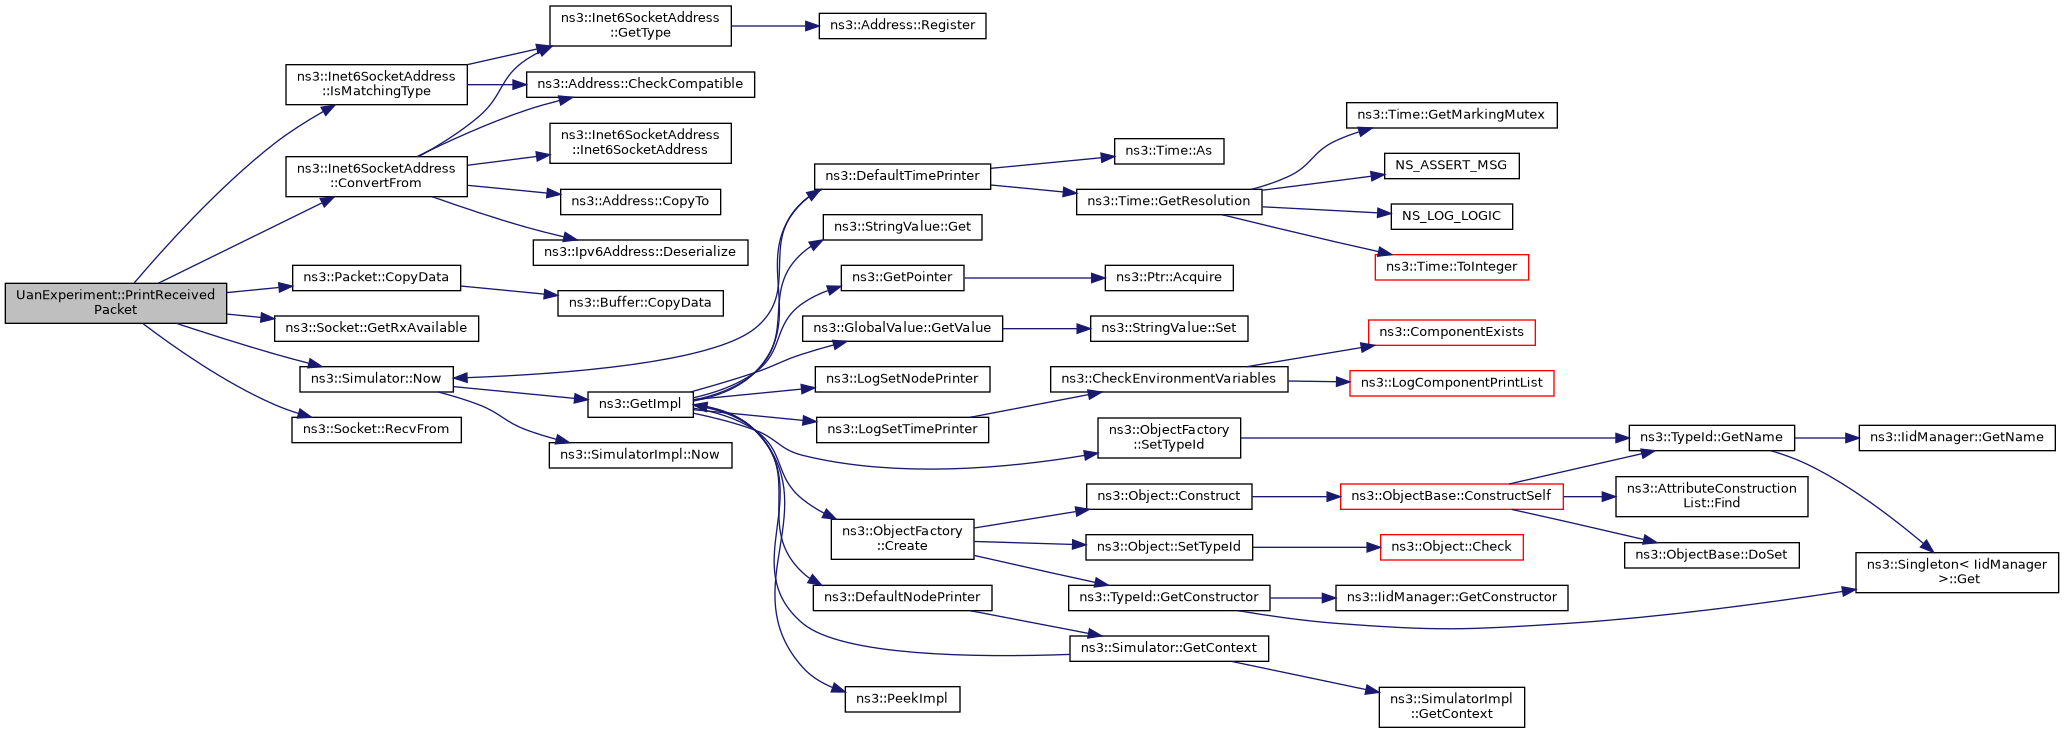 UanExperiment::PrintReceived
Packet
ns3::Inet6SocketAddress
::IsMatchingType
ns3::Inet6SocketAddress
::GetType
ns3::Address::Register
ns3::Address::CheckCompatible
ns3::Inet6SocketAddress
::ConvertFrom
ns3::Inet6SocketAddress
::Inet6SocketAddress
ns3::Address::CopyTo
ns3::Ipv6Address::Deserialize
ns3::Packet::CopyData
ns3::Buffer::CopyData
ns3::Socket::GetRxAvailable
ns3::Simulator::Now
ns3::Socket::RecvFrom
ns3::GetImpl
ns3::SimulatorImpl::Now
ns3::DefaultTimePrinter
ns3::Time::As
ns3::Time::GetResolution
ns3::Time::GetMarkingMutex
NS_ASSERT_MSG
NS_LOG_LOGIC
ns3::Time::ToInteger
ns3::StringValue::Get
ns3::GetPointer
ns3::Ptr::Acquire
ns3::GlobalValue::GetValue
ns3::StringValue::Set
ns3::LogSetNodePrinter
ns3::LogSetTimePrinter
ns3::CheckEnvironmentVariables
ns3::ComponentExists
ns3::LogComponentPrintList
ns3::ObjectFactory
::SetTypeId
ns3::TypeId::GetName
ns3::IidManager::GetName
ns3::ObjectFactory
::Create
ns3::Object::Construct
ns3::ObjectBase::ConstructSelf
ns3::AttributeConstruction
List::Find
ns3::ObjectBase::DoSet
ns3::Object::SetTypeId
ns3::Object::Check
ns3::TypeId::GetConstructor
ns3::IidManager::GetConstructor
ns3::Singleton< IidManager
>::Get
ns3::DefaultNodePrinter
ns3::Simulator::GetContext
ns3::SimulatorImpl
::GetContext
ns3::PeekImpl